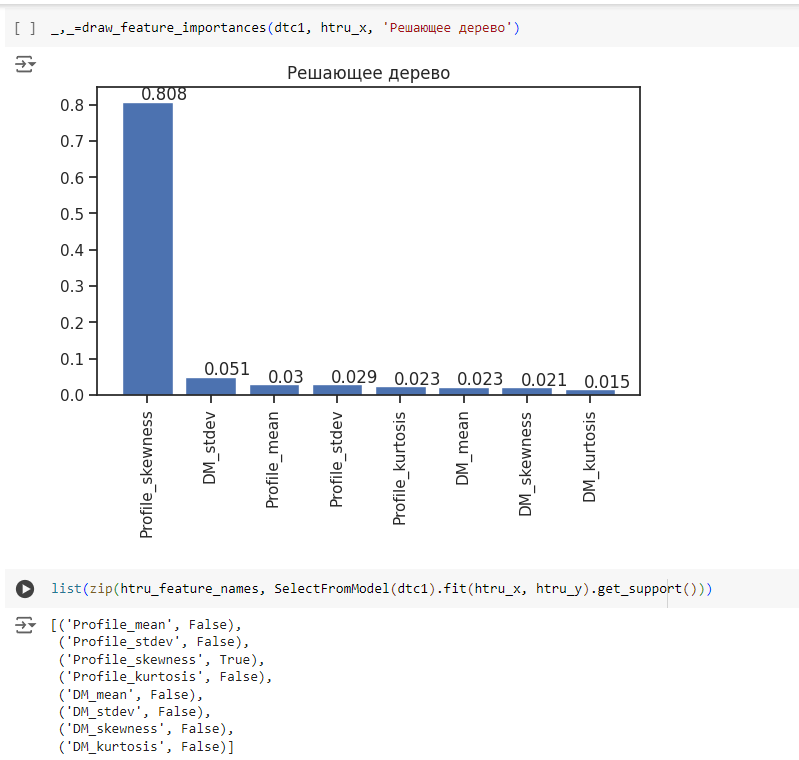 [ ] _,_=draw_feature_importances(dtc1, htru_x, 'Решающее дерево')
Решающее дерево
0.8
0.7
0.6
0.5
0.4
0.3
0.2
0.1
0.0
0.808
0.051
0.03
0.029
0.023
0.023
0.021
0.015
Profile_skewness
DM_stdev
Profile_mean
Profile_stdev
Profile_kurtosis
DM_mean
DM_skewness
DM_kurtosis
list(zip(htru_feature_names, SelectFromModel(dtc1).fit(htru_x, htru_y).get_support()))
[('Profile_mean', False),
('Profile_stdev', False),
('Profile_skewness', True),
('Profile_kurtosis', False),
('DM_mean', False),
('DM_stdev', False),
('DM_skewness', False),
('DM_kurtosis', False)]